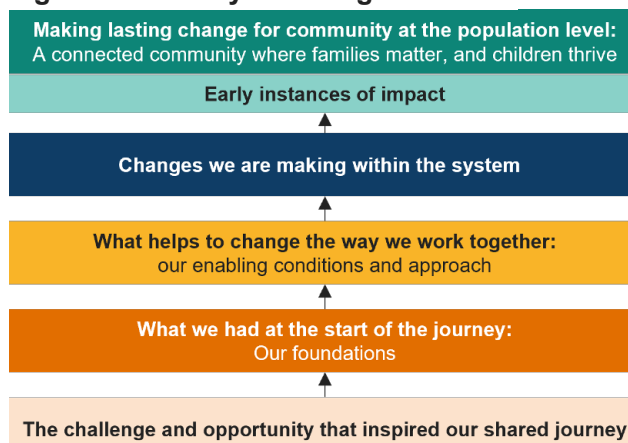 Making lasting change for community at the population level:
A connected community where families matter, and children thrive
Early instances of impact
Changes we are making within the system
What helps to change the way we work together:
our enabling conditions and approach
What we had at the start of the journey:
Our foundations
The challenge and opportunity that inspired our shared journey